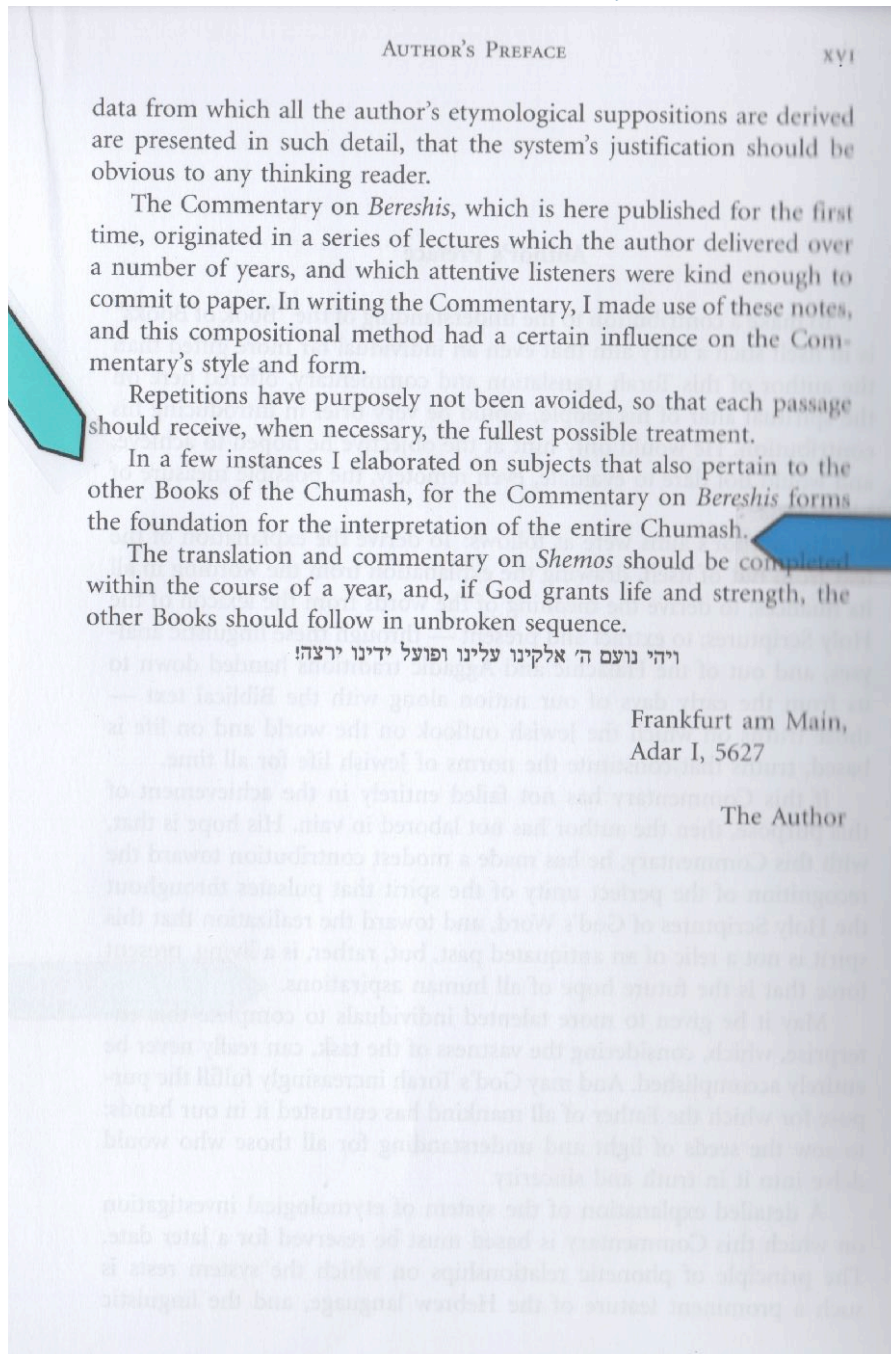 AUTHOR'S PREFACE
xvi
data from which all the author's etymological suppositions are derived
are presented in such detail, that the system's justification should be
obvious to any thinking reader.
The Commentary on Bereshis, which is here published for the first
time, originated in a series of lectures which the author delivered over
a number of years, and which attentive listeners were kind enough to
commit to paper. In writing the Commentary, I made use of these notes,
and this compositional method had a certain influence on the Com-
mentary's style and form.
Repetitions have purposely not been avoided, so that each passage
should receive, when necessary, the fullest possible treatment.
In a few instances I elaborated on subjects that also pertain to the
other Books of the Chumash, for the Commentary on Bereshis forms
the foundation for the interpretation of the entire Chumash.
The translation and commentary on Shemos should be completed
within the course of a year, and, if God grants life and strength, the
other Books should follow in unbroken sequence.
ויהי נועם ה' אלקינו עלינו ופועל ידינו ירצה!
Frankfurt am Main,
Adar I, 5627
The Author